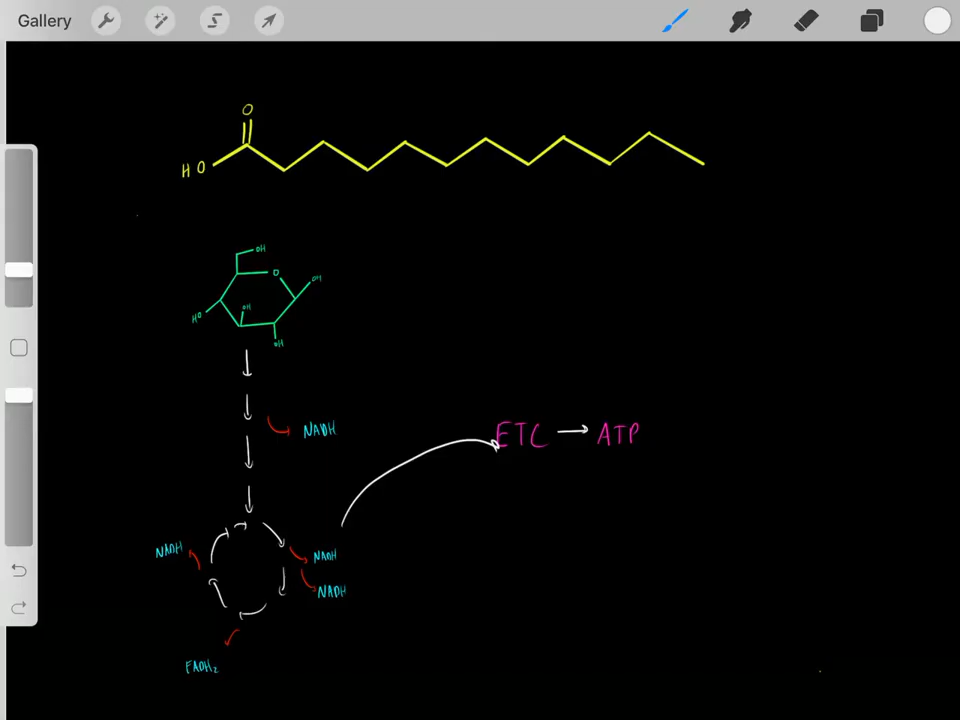 Gallery
O
HO
OH
O
OH
OH
HO
OH
NADH
ETC → ATP
NADH
NADH
NADH
FADH₂